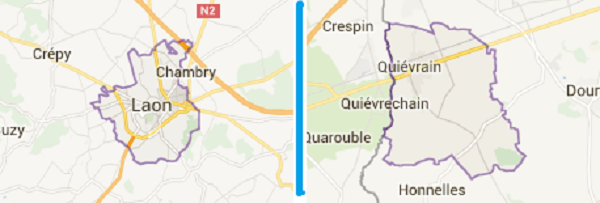 N2
Crépy
Chambry
Laon
uzy
Crespin
Quiévrain
Quiévrechain
Dour
Quarouble
Honnelles